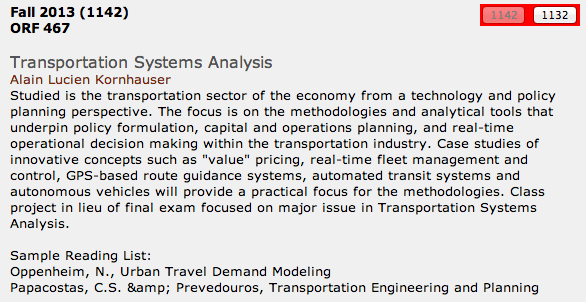 Fall 2013 (1142)
1142 1132
ORF 467
Transportation Systems Analysis
Alain Lucien Kornhauser
Studied is the transportation sector of the economy from a technology and policy
planning perspective. The focus is on the methodologies and analytical tools that
underpin policy formulation, capital and operations planning, and real-time
operational decision making within the transportation industry. Case studies of
innovative concepts such as "value" pricing, real-time fleet management and
control, GPS-based route guidance systems, automated transit systems and
autonomous vehicles will provide a practical focus for the methodologies. Class
project in lieu of final exam focused on major issue in Transportation Systems
Analysis.
Sample Reading List:
Oppenheim, N., Urban Travel Demand Modeling
Papacostas, C.S. &amp; Prevedouros, Transportation Engineering and Planning